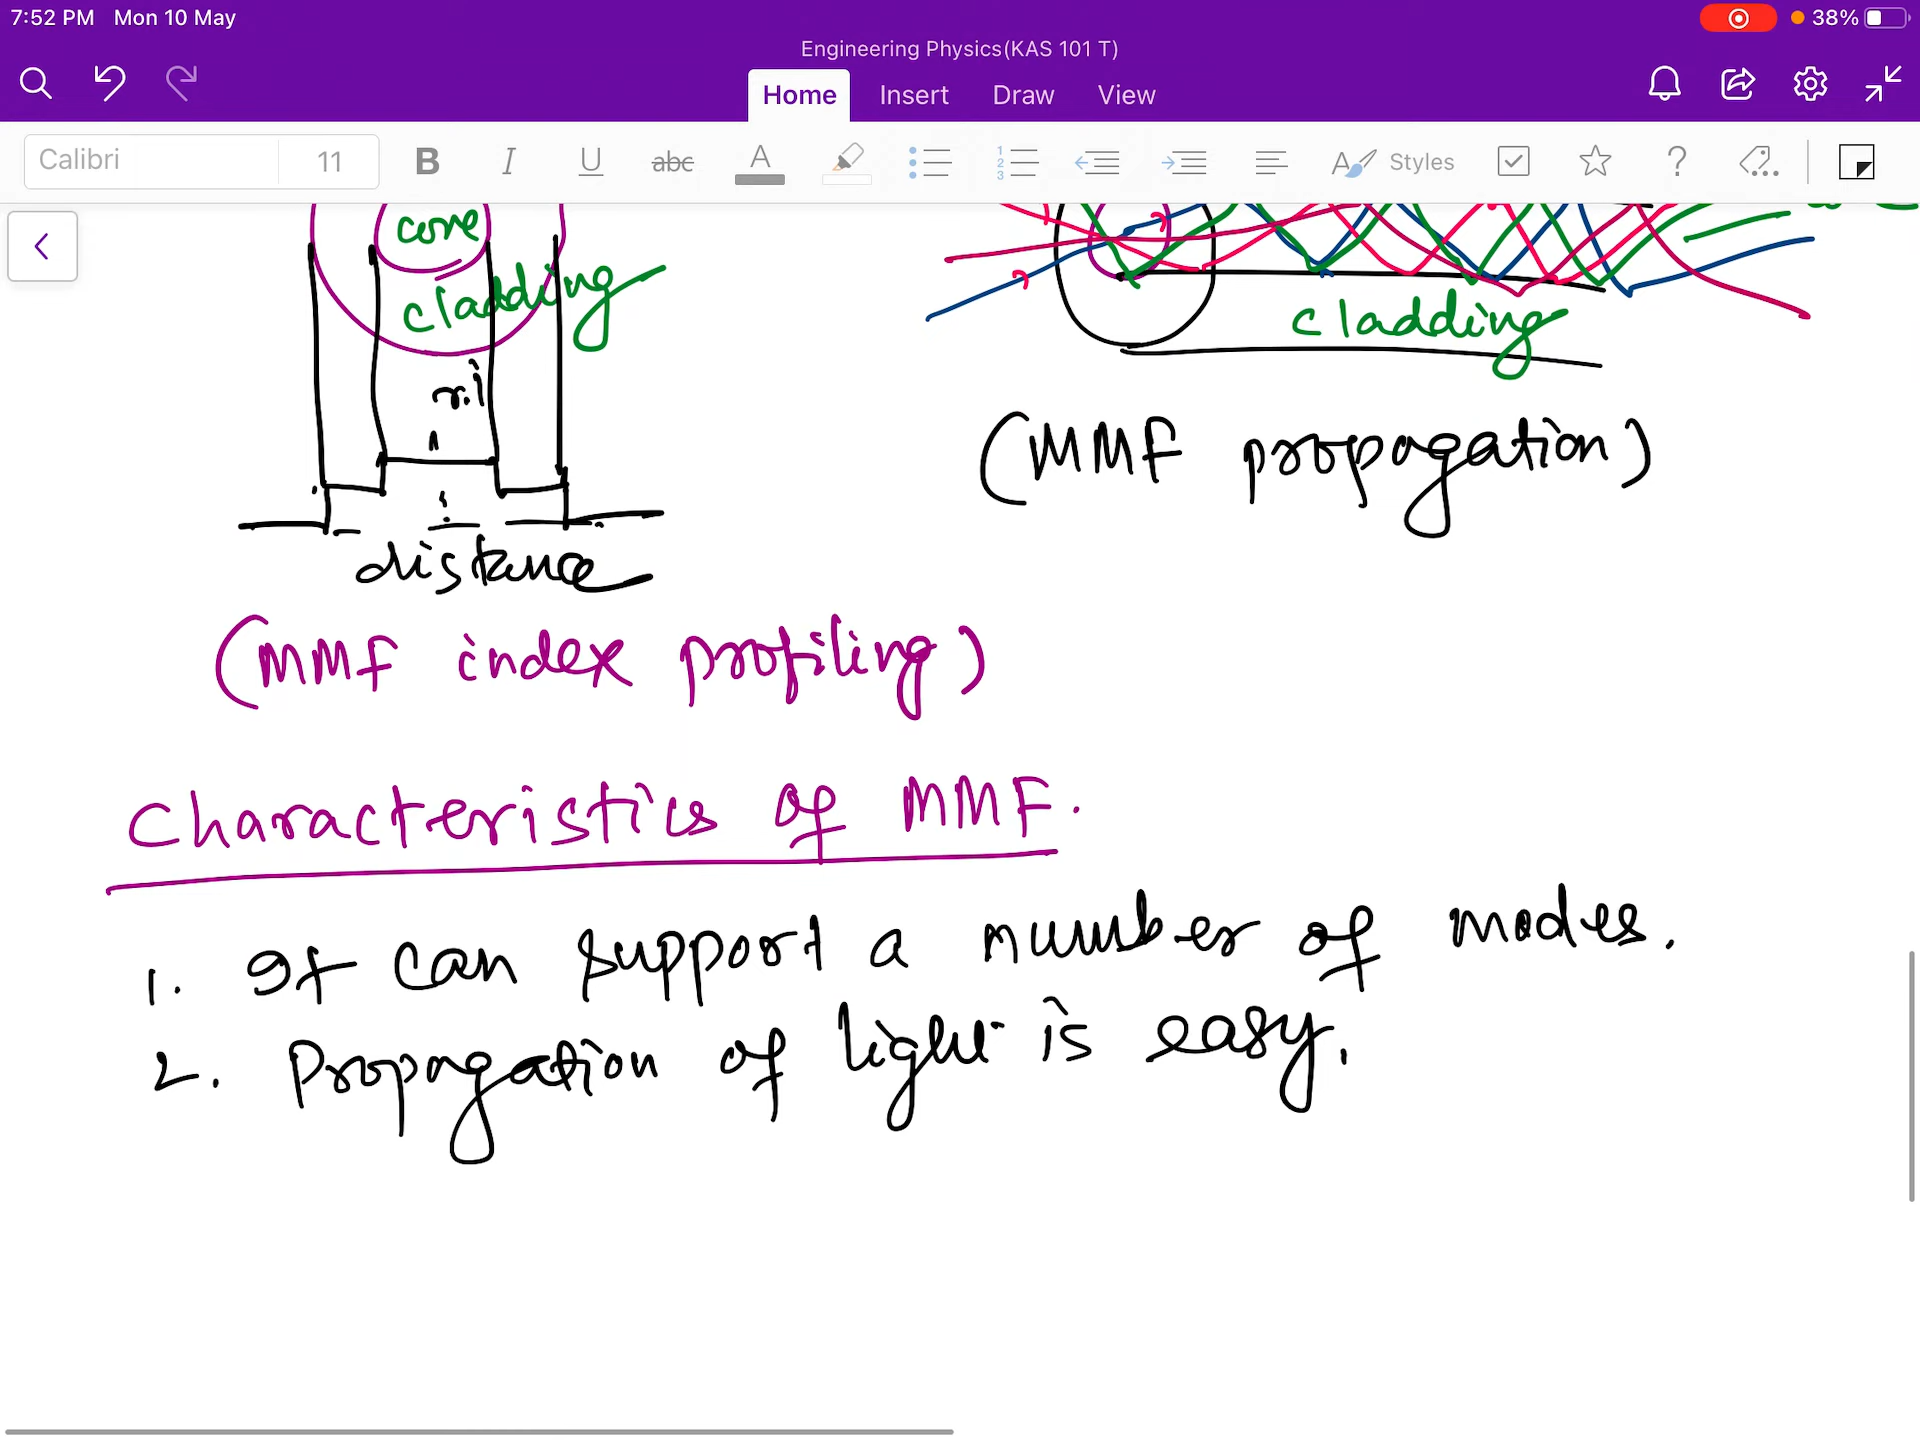 7:52 PM Mon 10 May
38%
Engineering Physics(KAS 101 T)
Home Insert Draw View
Calibri 11 B I U abc A Styles
core
cladding
r.i
distance
(MMF index profiling)
cladding
(MMF propagation)
Characteristics of MMF.
1. It can support a number of modes.
2. Propagation of light is easy.